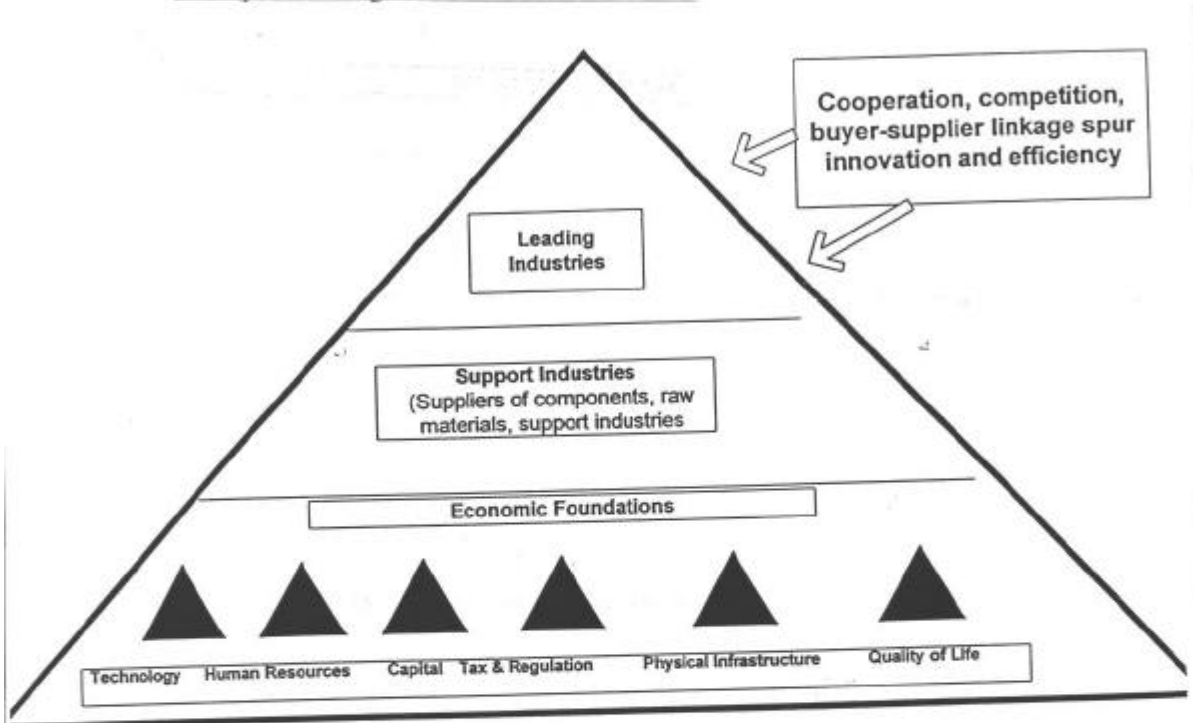 Cooperation, competition,
buyer-supplier linkage spur
innovation and efficiency
Leading
Industries
Support Industries
(Suppliers of components, raw
materials, support industries
Economic Foundations
Technology Human Resources Capital Tax & Regulation Physical Infrastructure Quality of Life